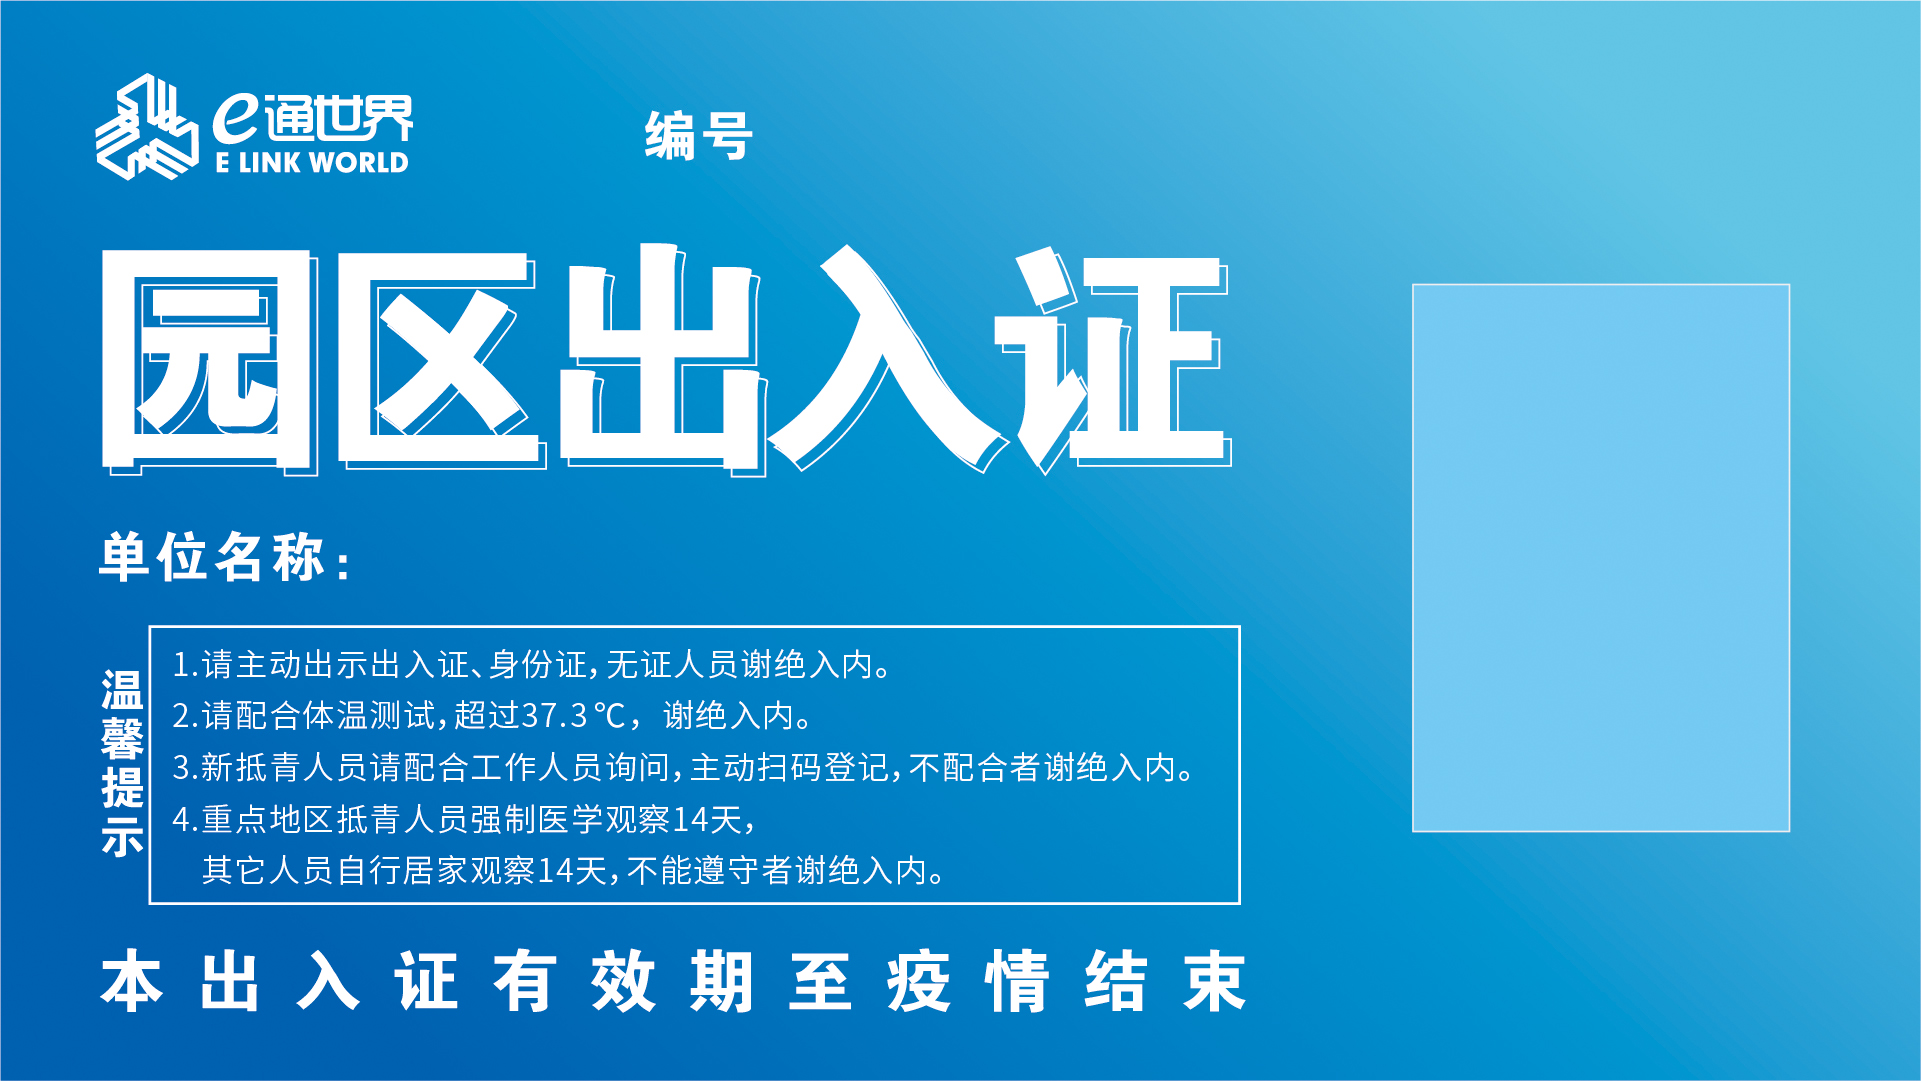 e通世界
E LINK WORLD
编号
园区出入证
单位名称：
温馨提示
1.请主动出示出入证、身份证，无证人员谢绝入内。
2.请配合体温测试，超过37.3℃，谢绝入内。
3.新抵青人员请配合工作人员询问，主动扫码登记，不配合者谢绝入内。
4.重点地区抵青人员强制医学观察14天，
其它人员自行居家观察14天，不能遵守者谢绝入内。
本出入证有效期至疫情结束